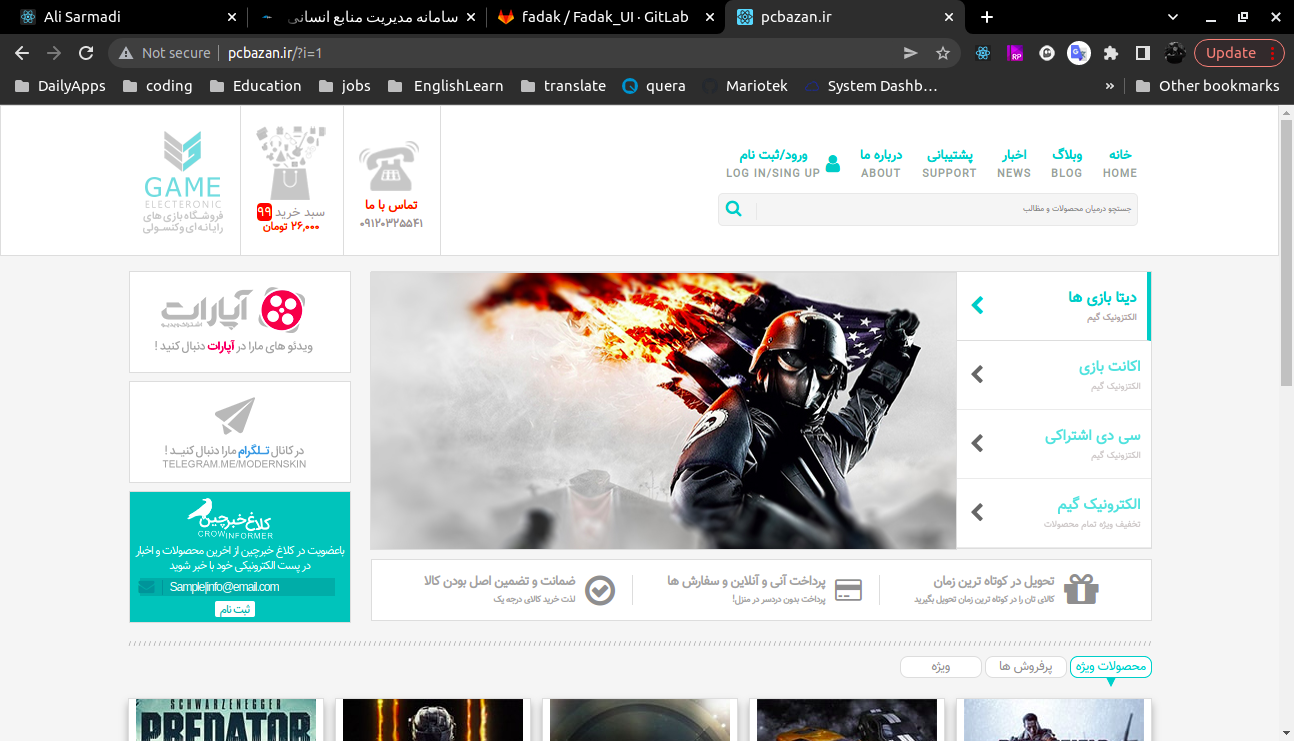 Ali Sarmadi
سامانه مدیریت منابع انسانی
fadak / Fadak_UI · GitLab
pcbazan.ir
Not secure
pcbazan.ir/?i=1
Update
DailyApps
coding
Education
jobs
EnglishLearn
translate
quera
Mariotek
System Dashb…
»
Other bookmarks
خانه
HOME
وبلاگ
BLOG
اخبار
NEWS
پشتیبانی
SUPPORT
درباره ما
ABOUT
ورود/ثبت نام
LOG IN/SING UP
جستجو درمیان محصولات و مطالب
تماس با ما
۰۹۱۲۰۳۲۵۵۴۱
سبد خرید ۹۹
۲۶,۰۰۰ تومان
GAME
ELECTERONIC
فروشگاه بازی های
رایانه ای وکنسولی
دیتا بازی ها
الکترونیک گیم
اکانت بازی
الکترونیک گیم
سی دی اشتراکی
الکترونیک گیم
الکترونیک گیم
تخفیف ویژه تمام محصولات
آپارات
اشتراک ویدیو
ویدئو های مارا در آپارات دنبال کنید !
در کانال تـلگرام مارا دنبال کنیـد !
TELEGRAM.ME/MODERNSKIN
کلاغ خبرچین
CROWINFORMER
باعضویت در کلاغ خبرچین از اخرین محصولات و اخبار
در پست الکترونیکی خود با خبر شوید
Sample|info@email.com
ثبت نام
تحویل در کوتاه ترین زمان
کالای تان را در کوتاه ترین زمان تحویل بگیرید
پرداخت آنی و آنلاین و سفارش ها
پرداخت بدون دردسر در منزل!
ضمانت و تضمین اصل بودن کالا
لذت خرید کالای درجه یک
محصولات ویژه
پرفروش ها
ویژه
SCHWARZENEGGER
PREDATOR